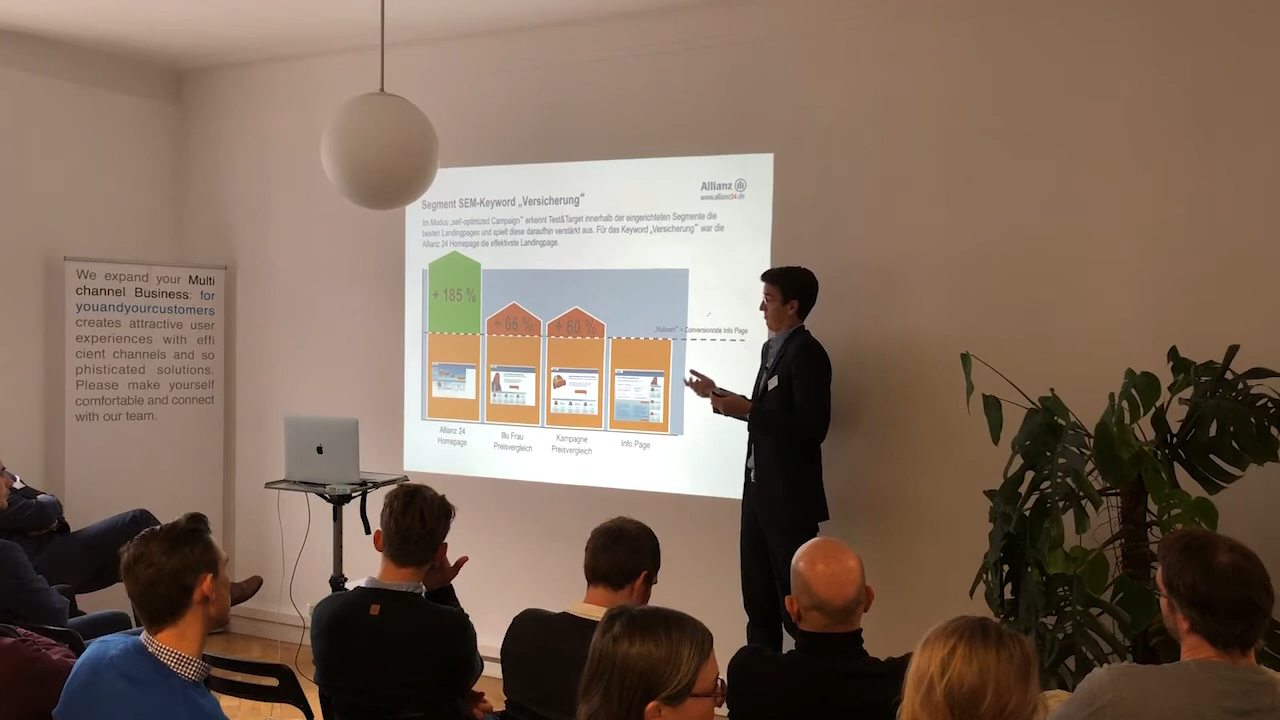 We expand your Multi
channel Business: for
youandyourcustomers
creates attractive user
experiences with effi
cient channels and so
phisticated solutions.
Please make yourself
comfortable and connect
with our team.
Allianz
www.allianz24.de
Segment SEM-Keyword „Versicherung“
Im Modus „self-optimized Campaign“ erkennt Test&Target innerhalb der eingerichteten Segmente die
besten Landingpages und spielt diese daraufhin verstärkt aus. Für das Keyword „Versicherung“ war die
Allianz 24 Homepage die effektivste Landingpage.
+ 185 %
+ 65 %
+ 60 %
„Nullwert“ = Conversionrate Info Page
Allianz 24
Homepage
Illu Frau
Preisvergleich
Kampagne
Preisvergleich
Info Page